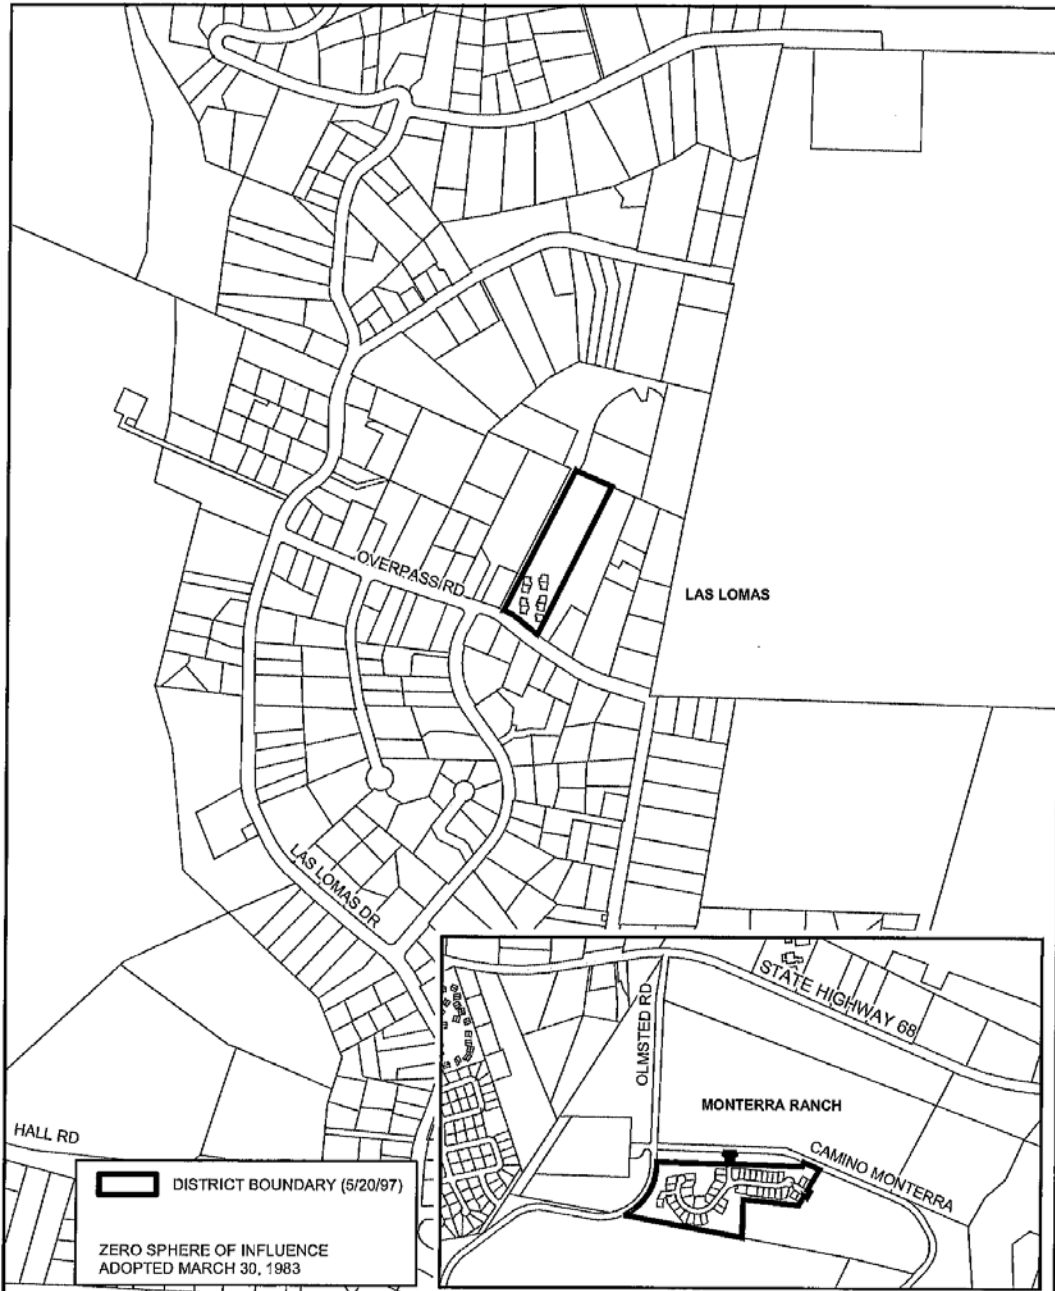 OVERPASS RD
LAS LOMAS
LAS LOMAS DR
STATE HIGHWAY 68
OLMSTED RD
MONTERRA RANCH
CAMINO MONTERRA
HALL RD
DISTRICT BOUNDARY (5/20/97)
ZERO SPHERE OF INFLUENCE
ADOPTED MARCH 30, 1983